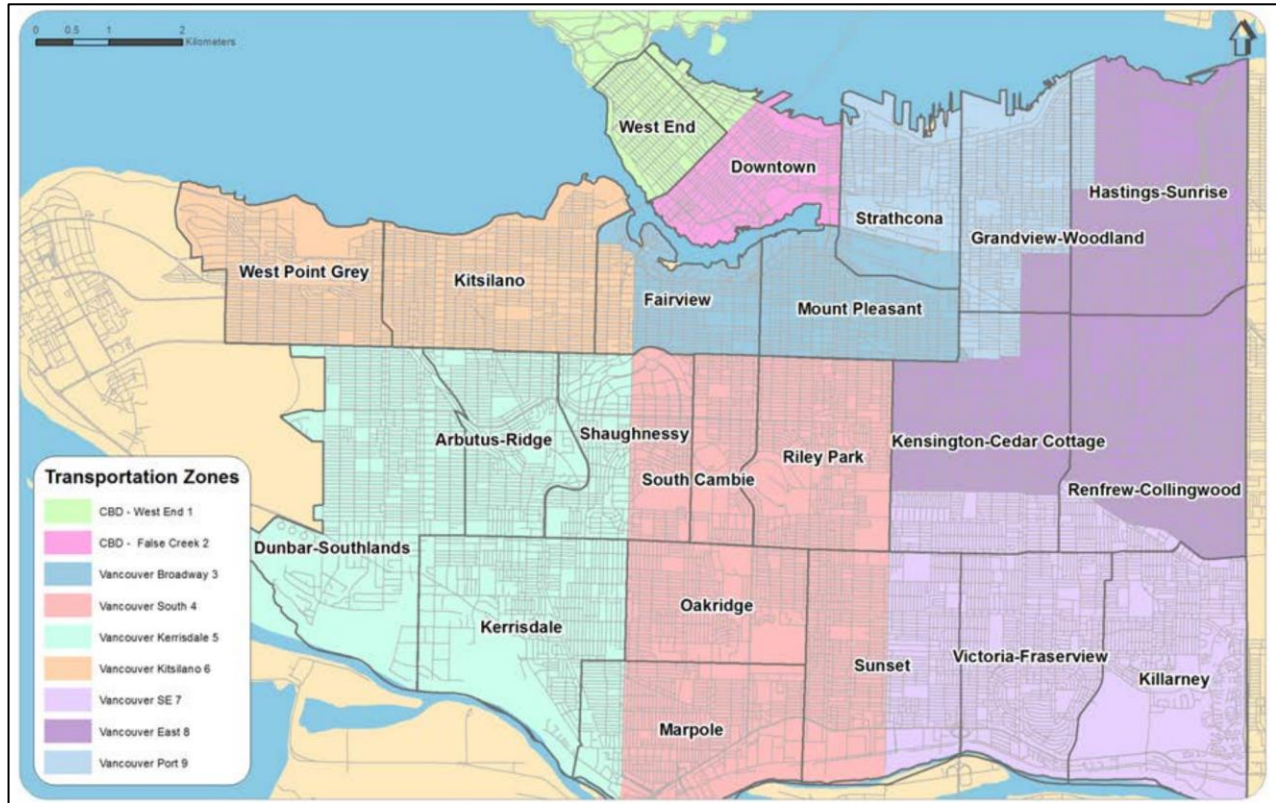 0 0.5 1 2
Kilometers
West End
Downtown
Strathcona
Hastings-Sunrise
Grandview-Woodland
West Point Grey
Kitsilano
Fairview
Mount Pleasant
Arbutus-Ridge
Shaughnessy
South Cambie
Riley Park
Kensington-Cedar Cottage
Renfrew-Collingwood
Dunbar-Southlands
Kerrisdale
Oakridge
Sunset
Victoria-Fraserview
Killarney
Marpole
Transportation Zones
CBD - West End 1
CBD - False Creek 2
Vancouver Broadway 3
Vancouver South 4
Vancouver Kerrisdale 5
Vancouver Kitsilano 6
Vancouver SE 7
Vancouver East 8
Vancouver Port 9